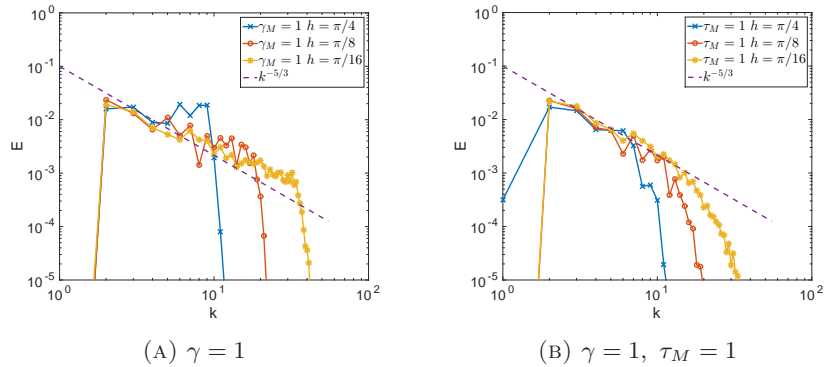 10^0
10^-1
10^-2
10^-3
10^-4
10^-5
E
10^0
10^1
10^2
k
γ_M = 1 h = π/4
γ_M = 1 h = π/8
γ_M = 1 h = π/16
k^-5/3
(A) γ = 1
10^0
10^-1
10^-2
10^-3
10^-4
10^-5
E
10^0
10^1
10^2
k
τ_M = 1 h = π/4
τ_M = 1 h = π/8
τ_M = 1 h = π/16
k^-5/3
(B) γ = 1, τ_M = 1